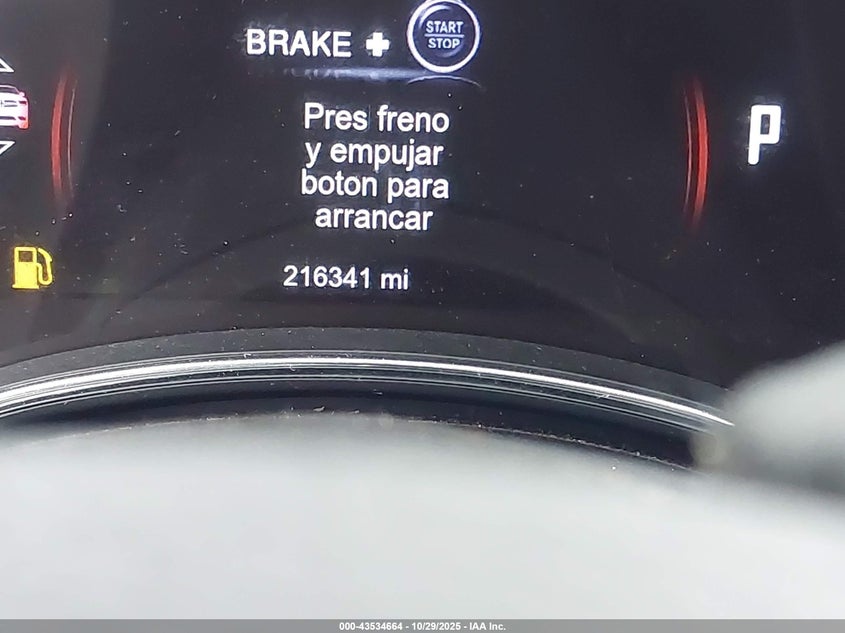 BRAKE + START STOP
Pres freno
y empujar
boton para
arrancar
P
216341 mi
000-43534664 - 10/29/2025 - IAA Inc.